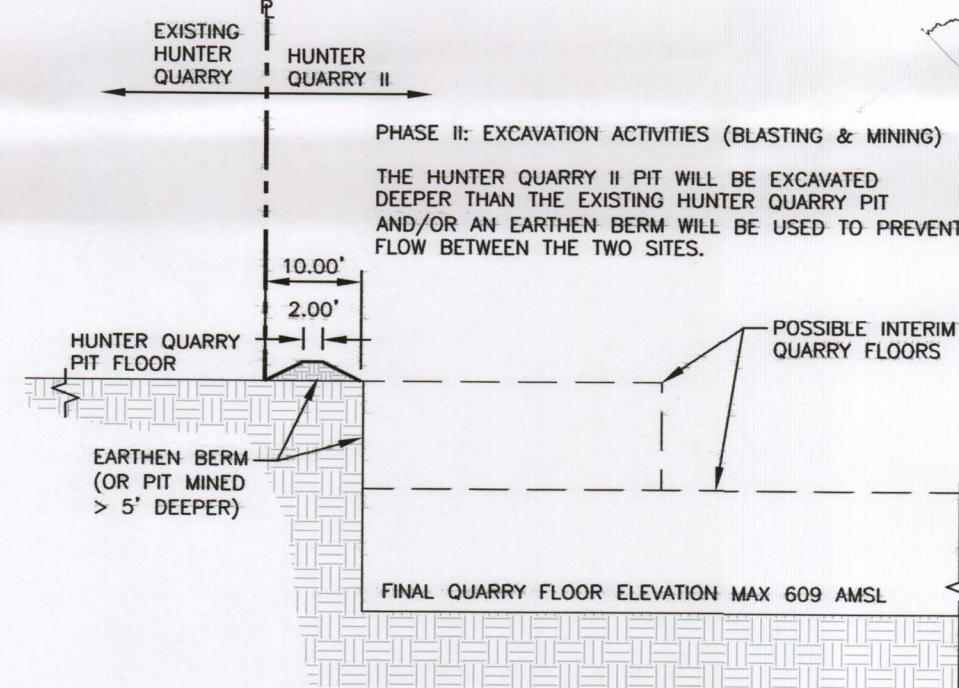 PL
EXISTING
HUNTER
QUARRY
HUNTER
QUARRY II
PHASE II: EXCAVATION ACTIVITIES (BLASTING & MINING)
THE HUNTER QUARRY II PIT WILL BE EXCAVATED
DEEPER THAN THE EXISTING HUNTER QUARRY PIT
AND/OR AN EARTHEN BERM WILL BE USED TO PREVENT
FLOW BETWEEN THE TWO SITES.
10.00'
2.00'
HUNTER QUARRY
PIT FLOOR
POSSIBLE INTERIM
QUARRY FLOORS
EARTHEN BERM
(OR PIT MINED
> 5' DEEPER)
FINAL QUARRY FLOOR ELEVATION MAX 609 AMSL